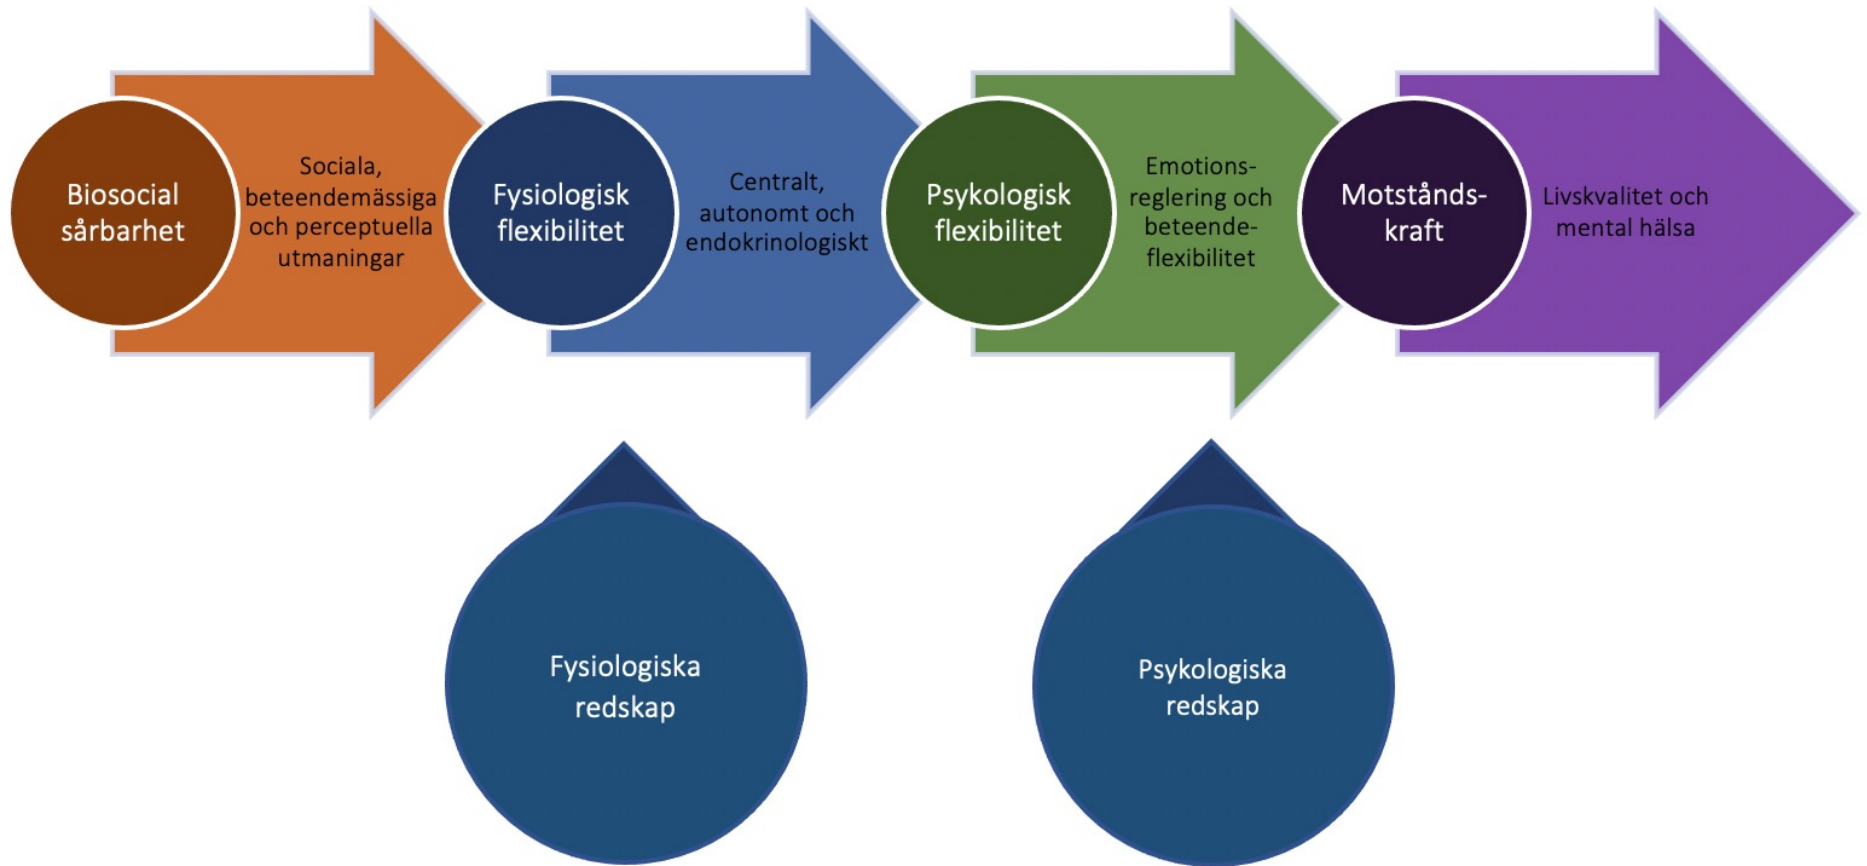 Biosocial
sårbarhet
Sociala,
beteendemässiga
och perceptuella
utmaningar
Fysiologisk
flexibilitet
Centralt,
autonomt och
endokrinologiskt
Psykologisk
flexibilitet
Emotions-
reglering och
beteende-
flexibilitet
Motstånds-
kraft
Livskvalitet och
mental hälsa
Fysiologiska
redskap
Psykologiska
redskap